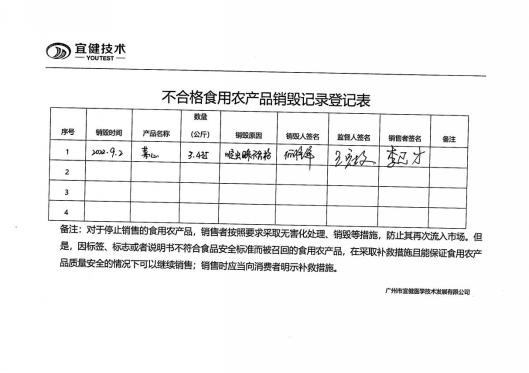 宜健技术
YOUTEST
不合格食用农产品销毁记录登记表
序号 销毁时间 产品名称 数量（公斤） 销毁原因 销毁人签名 监督人签名 销售者签名 备注
1 2022.9.2
2
3
4
备注：对于停止销售的食用农产品，销售者按照要求采取无害化处理、销毁等措施，防止其再次流入市场。但
是，因标签、标志或者说明书不符合食品安全标准而被召回的食用农产品，在采取补救措施且能保证食用农产
品质量安全的情况下可以继续销售；销售时应当向消费者明示补救措施。
广州市宜健医学技术发展有限公司